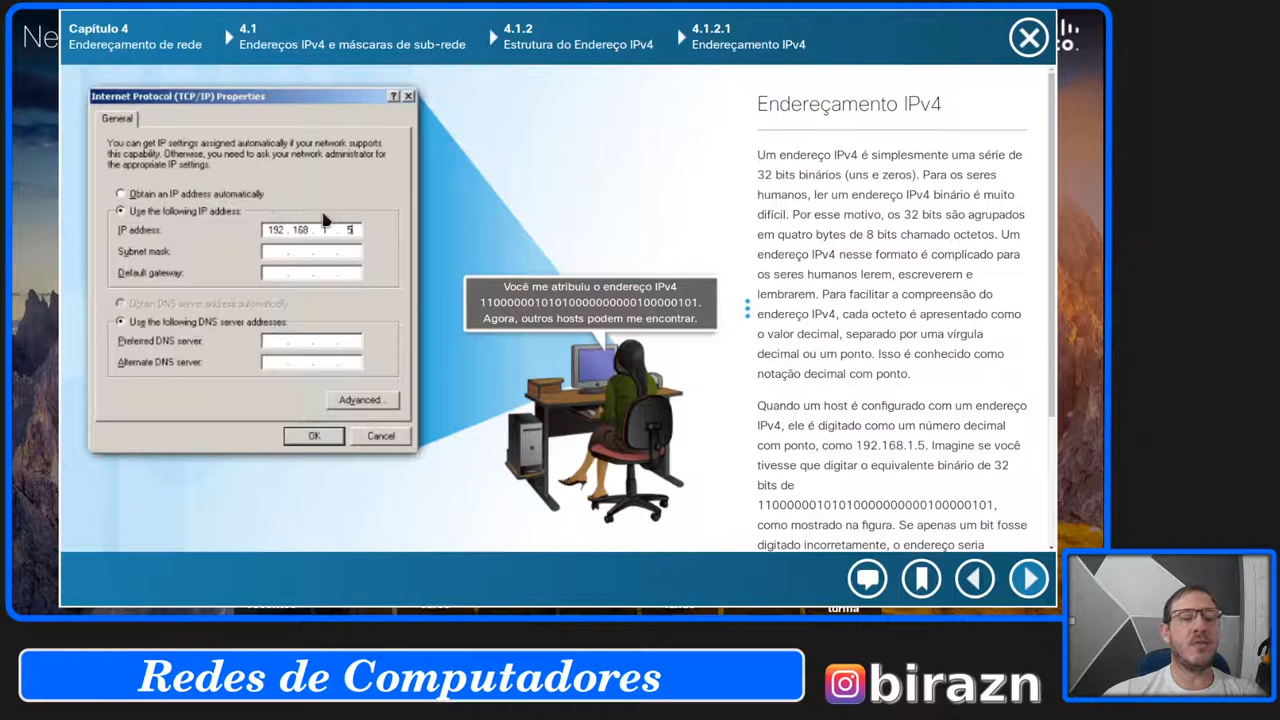 Ne
Capítulo 4
Endereçamento de rede
4.1
Endereços IPv4 e máscaras de sub-rede
4.1.2
Estrutura do Endereço IPv4
4.1.2.1
Endereçamento IPv4
Internet Protocol (TCP/IP) Properties
General
You can get IP settings assigned automatically if your network supports
this capability. Otherwise, you need to ask your network administrator for
the appropriate IP settings.
Obtain an IP address automatically
Use the following IP address:
IP address:
192 . 168 . 1 . 5
Subnet mask:
Default gateway:
Obtain DNS server address automatically
Use the following DNS server addresses:
Preferred DNS server:
Alternate DNS server:
Advanced..
OK
Cancel
Você me atribuiu o endereço IPv4
11000000101010000000000100000101.
Agora, outros hosts podem me encontrar.
Endereçamento IPv4
Um endereço IPv4 é simplesmente uma série de
32 bits binários (uns e zeros). Para os seres
humanos, ler um endereço IPv4 binário é muito
difícil. Por esse motivo, os 32 bits são agrupados
em quatro bytes de 8 bits chamado octetos. Um
endereço IPv4 nesse formato é complicado para
os seres humanos lerem, escreverem e
lembrarem. Para facilitar a compreensão do
endereço IPv4, cada octeto é apresentado como
o valor decimal, separado por uma vírgula
decimal ou um ponto. Isso é conhecido como
notação decimal com ponto.
Quando um host é configurado com um endereço
IPv4, ele é digitado como um número decimal
com ponto, como 192.168.1.5. Imagine se você
tivesse que digitar o equivalente binário de 32
bits de
11000000101010000000000100000101,
como mostrado na figura. Se apenas um bit fosse
digitado incorretamente, o endereço seria
turma
Redes de Computadores
birazn